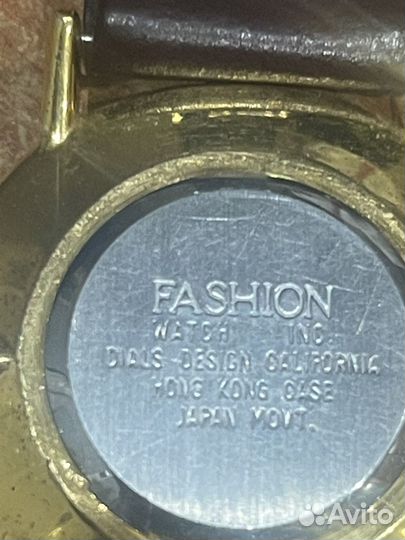 FASHION
WATCH INC.
DIALS DESIGN CALIFORNIA
HONG KONG CASE
JAPAN MOVT.
Avito